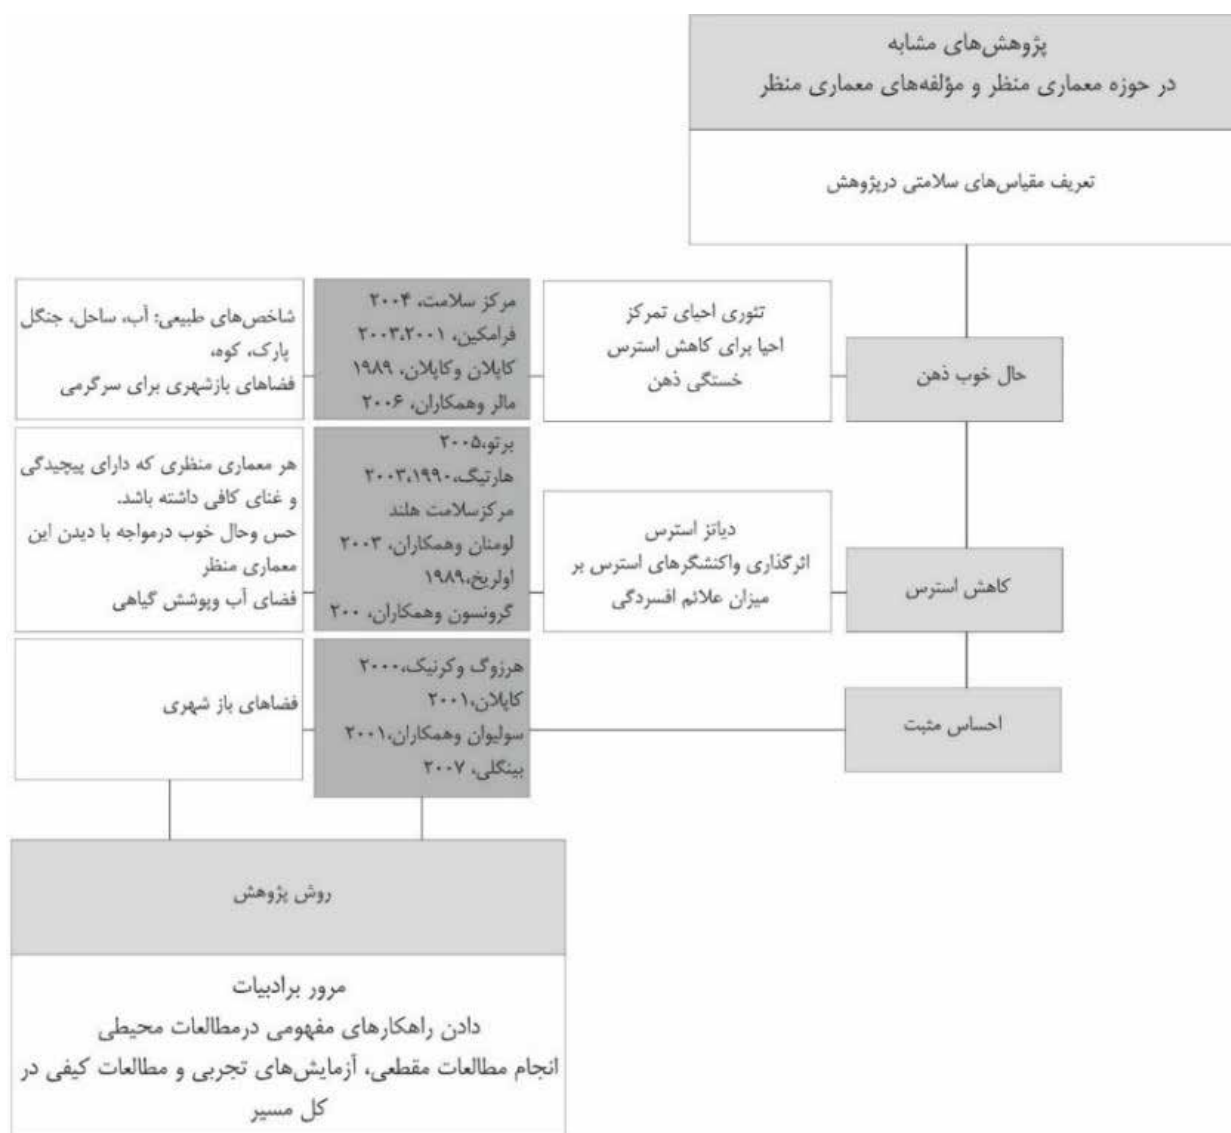 پژوهش‌های مشابه
در حوزه معماری منظر و مؤلفه‌های معماری منظر
تعریف مقیاس‌های سلامتی درپژوهش
حال خوب ذهن
تئوری احیای تمرکز
احیا برای کاهش استرس
خستگی ذهن
مرکز سلامت، ۲۰۰۴
فرامکین، ۲۰۰۳،۲۰۰۱
کاپلان وکاپلان، ۱۹۸۹
مالر وهمکاران، ۲۰۰۶
شاخص‌های طبیعی: آب، ساحل، جنگل
پارک، کوه،
فضاهای بازشهری برای سرگرمی
کاهش استرس
دیاتز استرس
اثرگذاری واکنشگرهای استرس بر
میزان علائم افسردگی
برتو،۲۰۰۵
هارتیگ،۲۰۰۳،۱۹۹۰
مرکزسلامت هلند
لومنان وهمکاران، ۲۰۰۳
اولریخ،۱۹۸۹
گرونسون وهمکاران، ۲۰۰
هر معماری منظری که دارای پیچیدگی
و غنای کافی داشته باشد.
حس وحال خوب درمواجه با دیدن این
معماری منظر
فضای آب وپوشش گیاهی
احساس مثبت
هرزوگ وکرنیک،۲۰۰۰
کاپلان،۲۰۰۱
سولیوان وهمکاران،۲۰۰۱
بینگلی، ۲۰۰۷
فضاهای باز شهری
روش پژوهش
مرور برادبیات
دادن راهکارهای مفهومی درمطالعات محیطی
انجام مطالعات مقطعی، آزمایش‌های تجربی و مطالعات کیفی در
کل مسیر